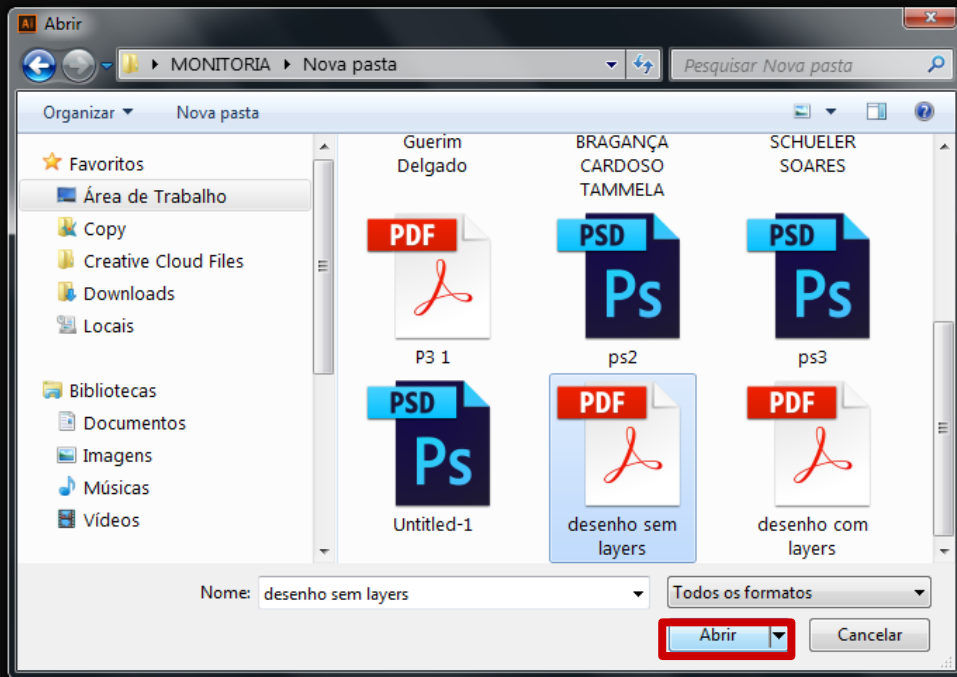 Ai Abrir
MONITORIA Nova pasta
Pesquisar Nova pasta
Organizar Nova pasta
Favoritos
Área de Trabalho
Copy
Creative Cloud Files
Downloads
Locais
Bibliotecas
Documentos
Imagens
Músicas
Vídeos
Guerim
Delgado
BRAGANÇA
CARDOSO
TAMMELA
SCHUELER
SOARES
PDF
P3 1
PSD
Ps
ps2
PSD
Ps
ps3
PSD
Ps
Untitled-1
PDF
desenho sem
layers
PDF
desenho com
layers
Nome: desenho sem layers
Todos os formatos
Abrir
Cancelar